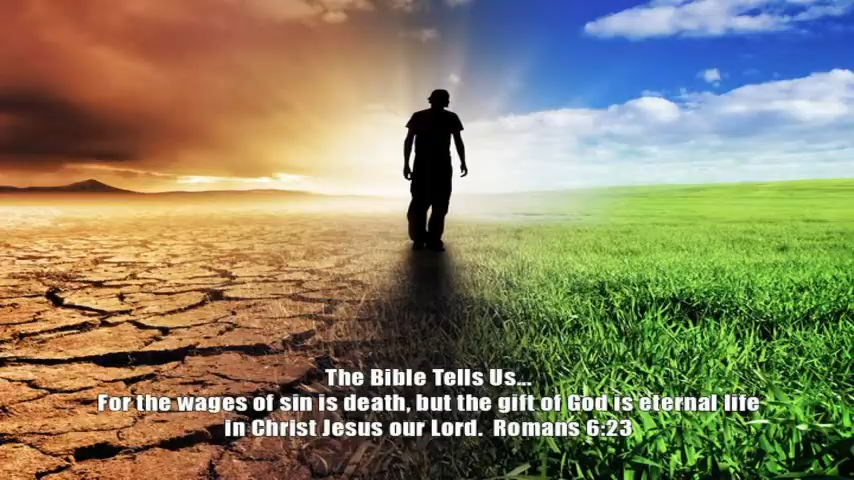 The Bible Tells Us...
For the wages of sin is death, but the gift of God is eternal life
in Christ Jesus our Lord.  Romans 6:23